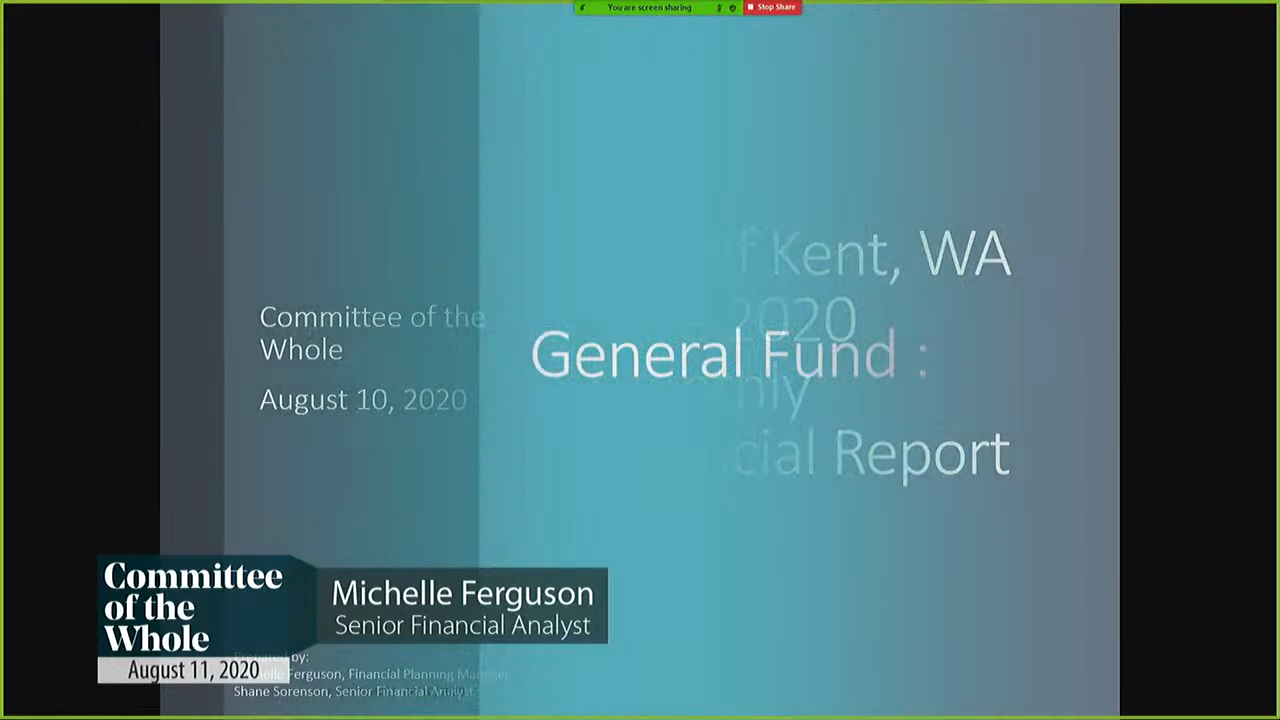 You are screen sharing
Stop Share
f Kent, WA
2020
General Fund :
Report
Committee of the
Whole
August 10, 2020
Committee
of the
Whole
August 11, 2020
Michelle Ferguson
Senior Financial Analyst
by:
Ferguson, Financial Planning Manager
Shane Sorenson, Senior Financial Analyst